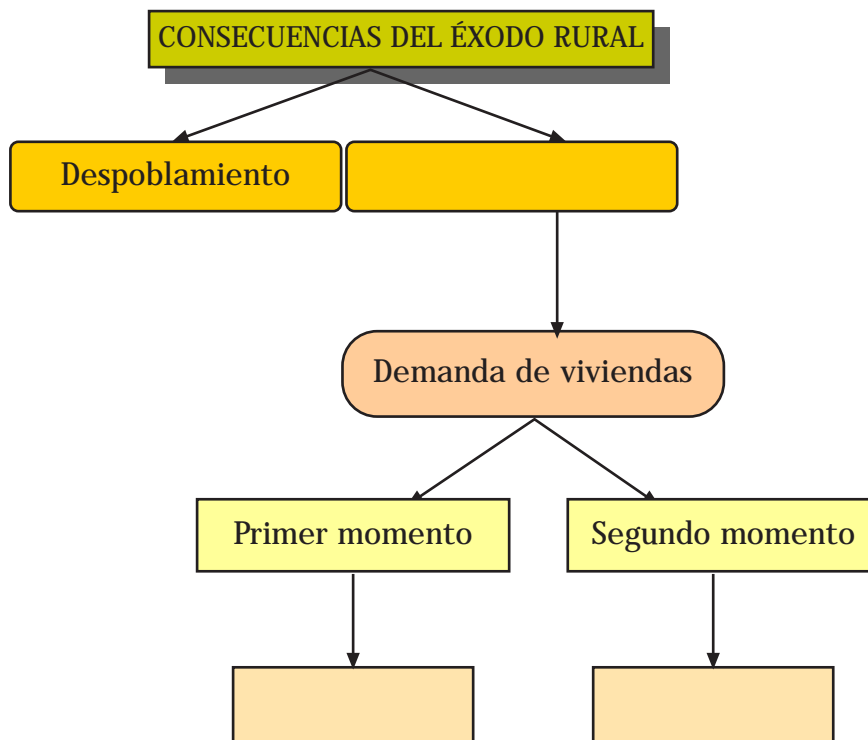 CONSECUENCIAS DEL ÉXODO RURAL
Despoblamiento
Demanda de viviendas
Primer momento
Segundo momento